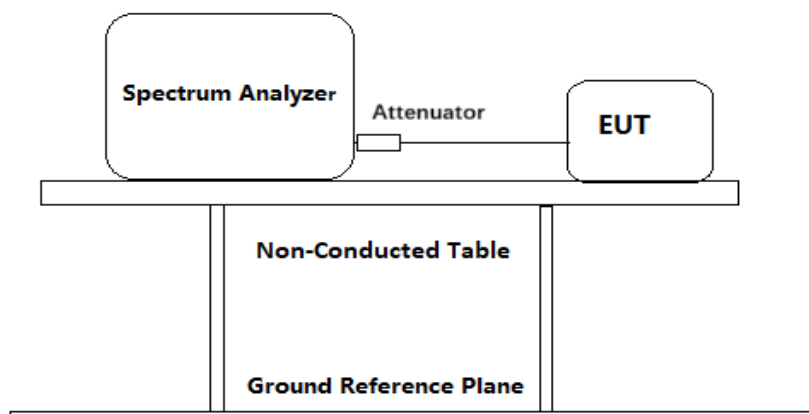 Spectrum Analyzer
Attenuator
EUT
Non-Conducted Table
Ground Reference Plane